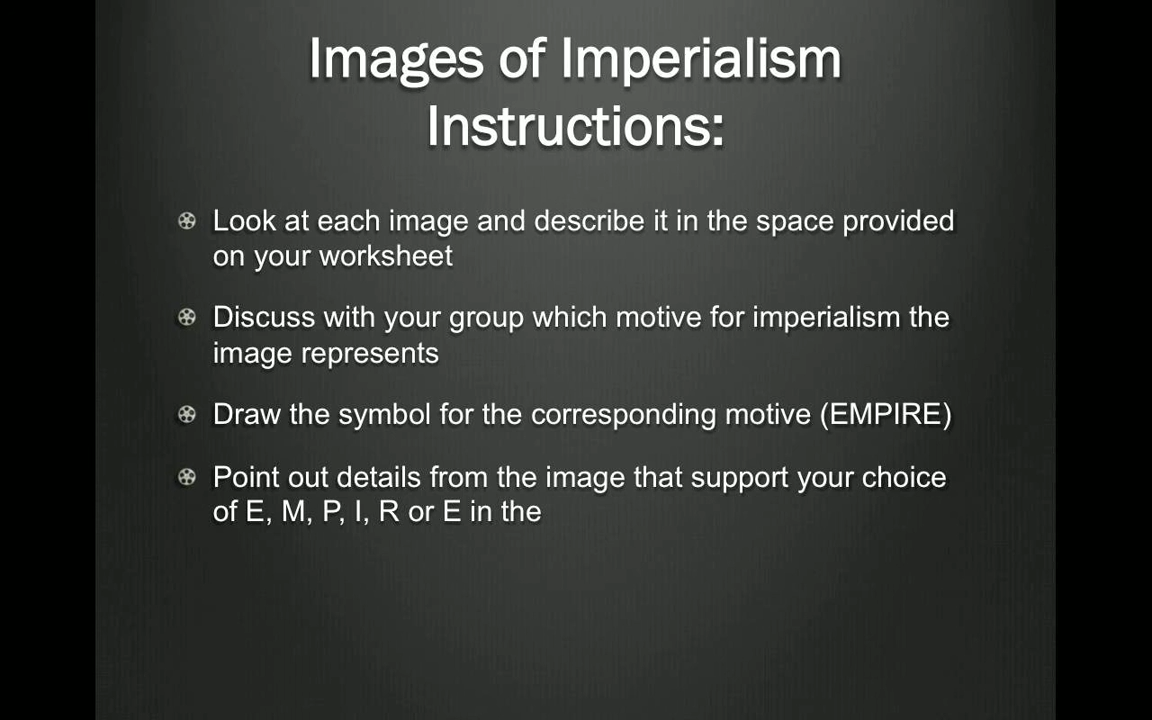 Images of Imperialism
Instructions:
Look at each image and describe it in the space provided
on your worksheet
Discuss with your group which motive for imperialism the
image represents
Draw the symbol for the corresponding motive (EMPIRE)
Point out details from the image that support your choice
of E, M, P, I, R or E in the